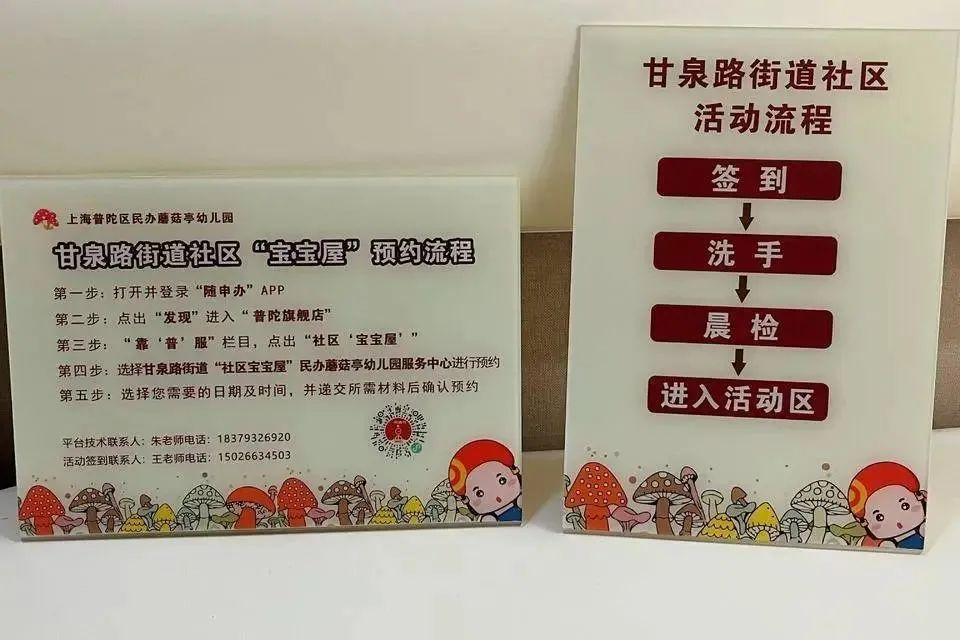 上海普陀区民办蘑菇亭幼儿园
甘泉路街道社区“宝宝屋”预约流程
第一步：打开并登录“随申办”APP
第二步：点出“发现”进入“普陀旗舰店”
第三步：“靠‘普’服”栏目，点出“社区‘宝宝屋’”
第四步：选择甘泉路街道“社区宝宝屋”民办蘑菇亭幼儿园服务中心进行预约
第五步：选择您需要的日期及时间，并递交所需材料后确认预约
平台技术联系人：朱老师电话：18379326920
活动签到联系人：王老师电话：15026634503
甘泉路街道社区
活动流程
签到
洗手
晨检
进入活动区